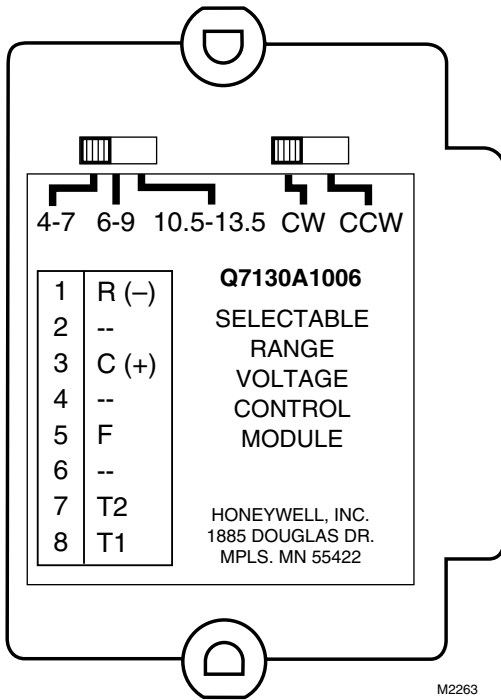 4-7 6-9 10.5-13.5 CW CCW
1 R (–)
2 --
3 C (+)
4 --
5 F
6 --
7 T2
8 T1
Q7130A1006
SELECTABLE
RANGE
VOLTAGE
CONTROL
MODULE
HONEYWELL, INC.
1885 DOUGLAS DR.
MPLS. MN 55422
M2263